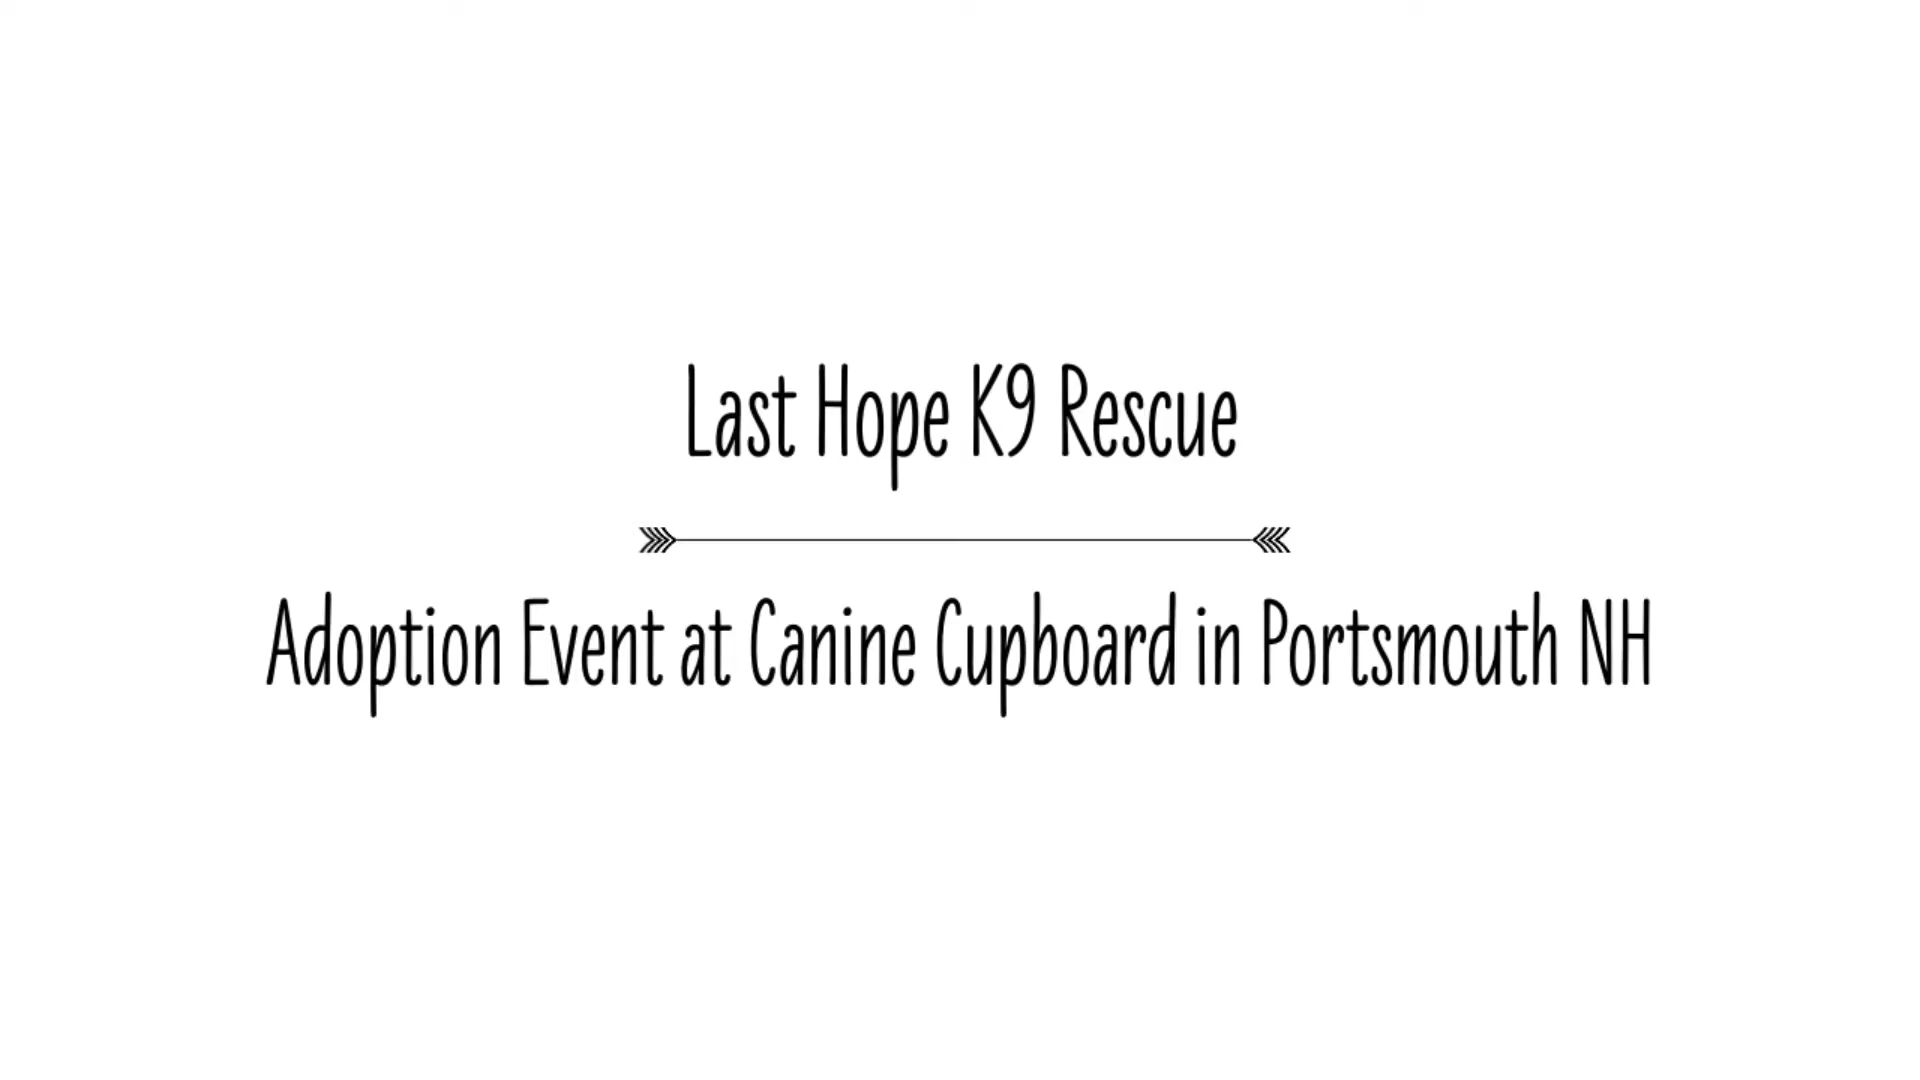 Last Hope K9 Rescue
Adoption Event at Canine Cupboard in Portsmouth NH